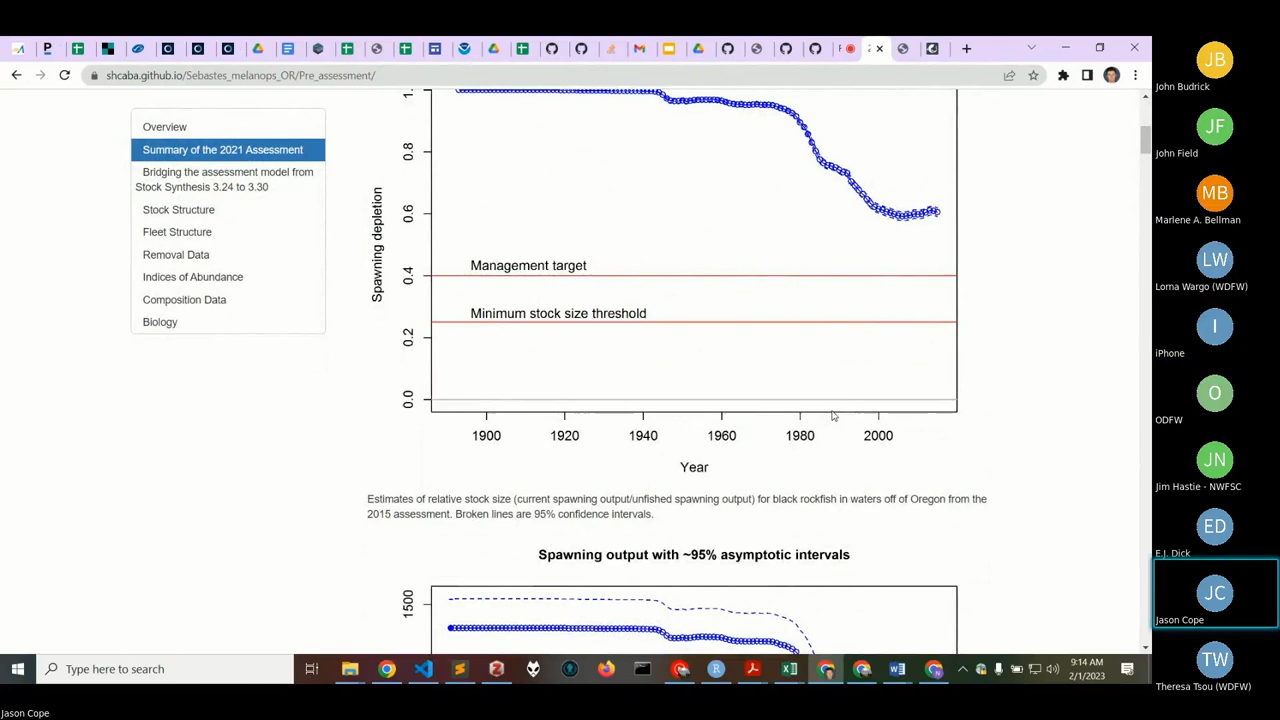 shcaba.github.io/Sebastes_melanops_OR/Pre_assessment/
Overview
Summary of the 2021 Assessment
Bridging the assessment model from
Stock Synthesis 3.24 to 3.30
Stock Structure
Fleet Structure
Removal Data
Indices of Abundance
Composition Data
Biology
Spawning depletion
1.
0.8
0.6
0.4
0.2
0.0
Management target
Minimum stock size threshold
1900 1920 1940 1960 1980 2000
Year
Estimates of relative stock size (current spawning output/unfished spawning output) for black rockfish in waters off of Oregon from the
2015 assessment. Broken lines are 95% confidence intervals.
Spawning output with ~95% asymptotic intervals
1500
JB
John Budrick
JF
John Field
MB
Marlene A. Bellman
LW
Lorna Wargo (WDFW)
I
iPhone
O
ODFW
JN
Jim Hastie - NWFSC
ED
E.J. Dick
JC
Jason Cope
TW
Theresa Tsou (WDFW)
Type here to search
9:14 AM
2/1/2023
Jason Cope